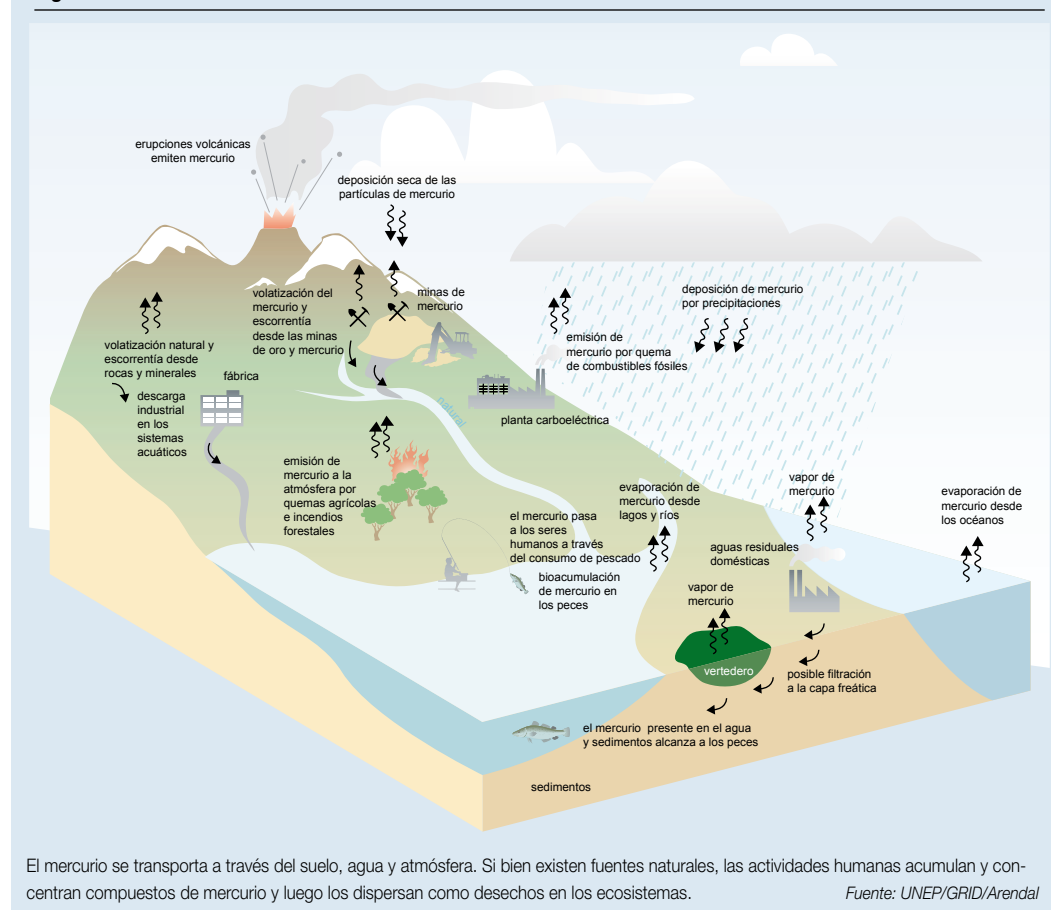 erupciones volcánicas
emiten mercurio
deposición seca de las
partículas de mercurio
volatización del
mercurio y
escorrentía
desde las minas
de oro y mercurio
minas de
mercurio
deposición de mercurio
por precipitaciones
volatización natural y
escorrentía desde
rocas y minerales
emisión de
mercurio por quema
de combustibles fósiles
fábrica
descarga
industrial
en los
sistemas
acuáticos
natural
planta carboeléctrica
emisión de
mercurio a la
atmósfera por
quemas agrícolas
e incendios
forestales
el mercurio pasa
a los seres
humanos a través
del consumo de pescado
bioacumulación
de mercurio en
los peces
evaporación de
mercurio desde
lagos y ríos
vapor de
mercurio
evaporación de
mercurio desde
los océanos
aguas residuales
domésticas
vapor de
mercurio
vertedero
posible filtración
a la capa freática
el mercurio presente en el agua
y sedimentos alcanza a los peces
sedimentos
El mercurio se transporta a través del suelo, agua y atmósfera. Si bien existen fuentes naturales, las actividades humanas acumulan y con-
centran compuestos de mercurio y luego los dispersan como desechos en los ecosistemas. Fuente: UNEP/GRID/Arendal